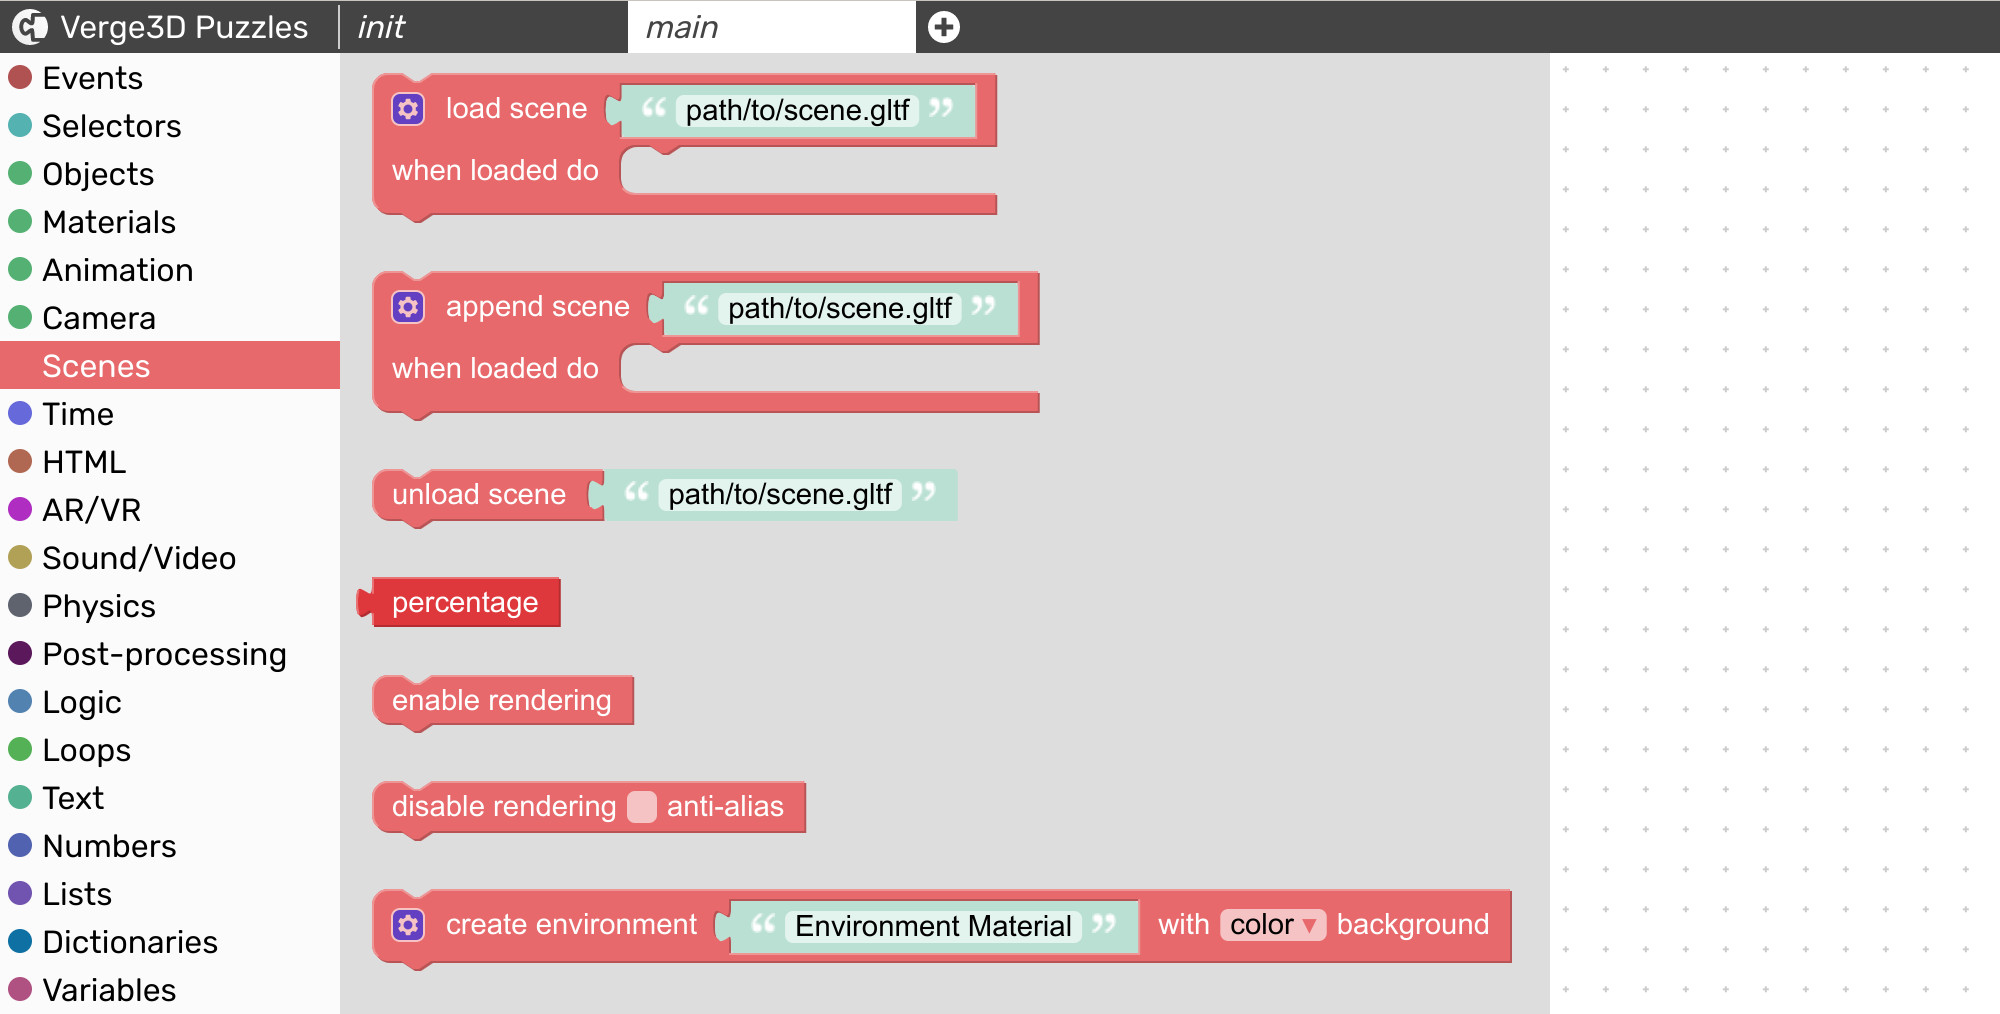 Verge3D Puzzles
init
main
Events
Selectors
Objects
Materials
Animation
Camera
Scenes
Time
HTML
AR/VR
Sound/Video
Physics
Post-processing
Logic
Loops
Text
Numbers
Lists
Dictionaries
Variables
load scene “ path/to/scene.gltf ”
when loaded do
append scene “ path/to/scene.gltf ”
when loaded do
unload scene “ path/to/scene.gltf ”
percentage
enable rendering
disable rendering anti-alias
create environment “ Environment Material ” with color ▾ background